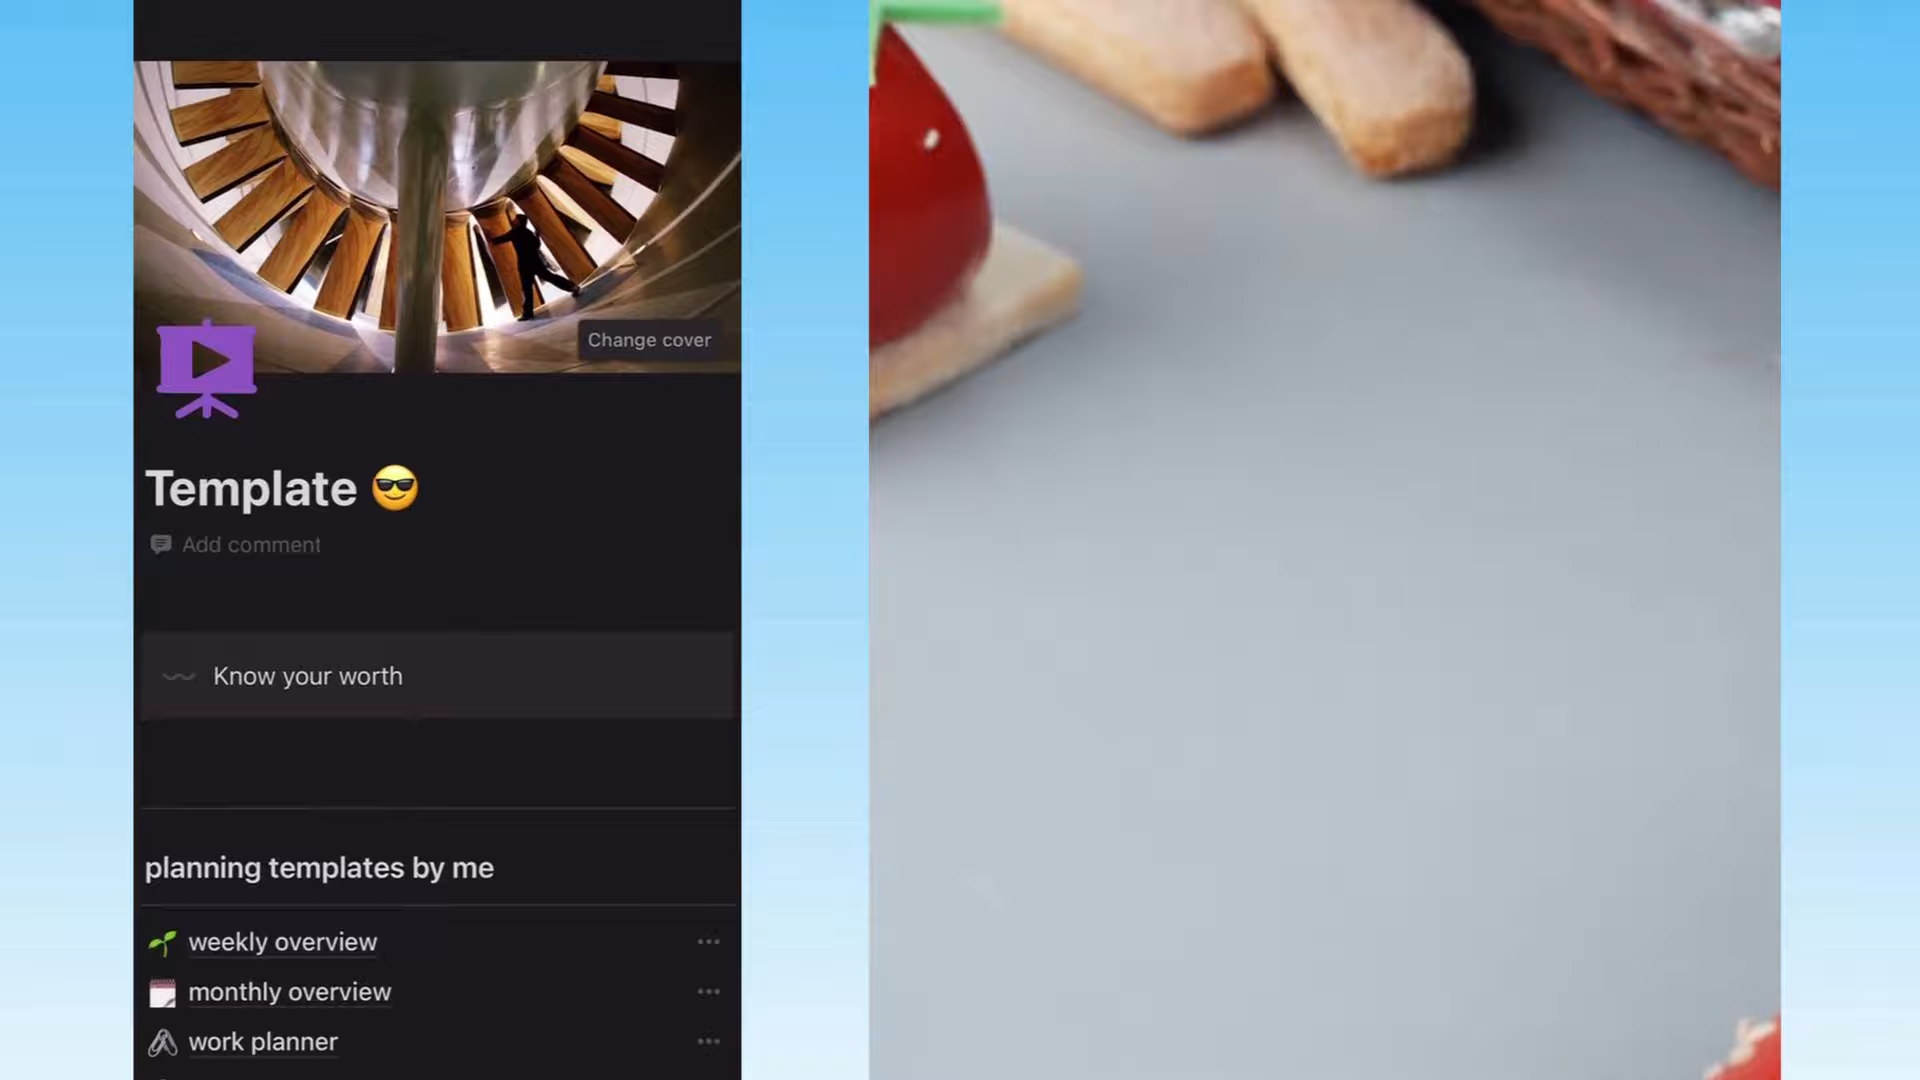 Change cover
Template 😎
Add comment
Know your worth
planning templates by me
weekly overview
monthly overview
work planner